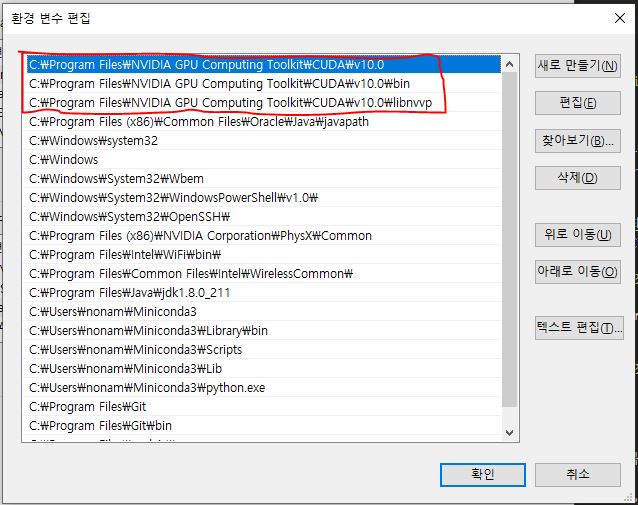 환경 변수 편집
C:₩Program Files₩NVIDIA GPU Computing Toolkit₩CUDA₩v10.0
C:₩Program Files₩NVIDIA GPU Computing Toolkit₩CUDA₩v10.0₩bin
C:₩Program Files₩NVIDIA GPU Computing Toolkit₩CUDA₩v10.0₩libnvvp
C:₩Program Files (x86)₩Common Files₩Oracle₩Java₩javapath
C:₩Windows₩system32
C:₩Windows
C:₩Windows₩System32₩Wbem
C:₩Windows₩System32₩WindowsPowerShell₩v1.0₩
C:₩Windows₩System32₩OpenSSH₩
C:₩Program Files (x86)₩NVIDIA Corporation₩PhysX₩Common
C:₩Program Files₩Intel₩WiFi₩bin₩
C:₩Program Files₩Common Files₩Intel₩WirelessCommon₩
C:₩Program Files₩Java₩jdk1.8.0_211
C:₩Users₩nonam₩Miniconda3
C:₩Users₩nonam₩Miniconda3₩Library₩bin
C:₩Users₩nonam₩Miniconda3₩Scripts
C:₩Users₩nonam₩Miniconda3₩Lib
C:₩Users₩nonam₩Miniconda3₩python.exe
C:₩Program Files₩Git
C:₩Program Files₩Git₩bin
새로 만들기(N)
편집(E)
찾아보기(B)...
삭제(D)
위로 이동(U)
아래로 이동(O)
텍스트 편집(T)...
확인
취소